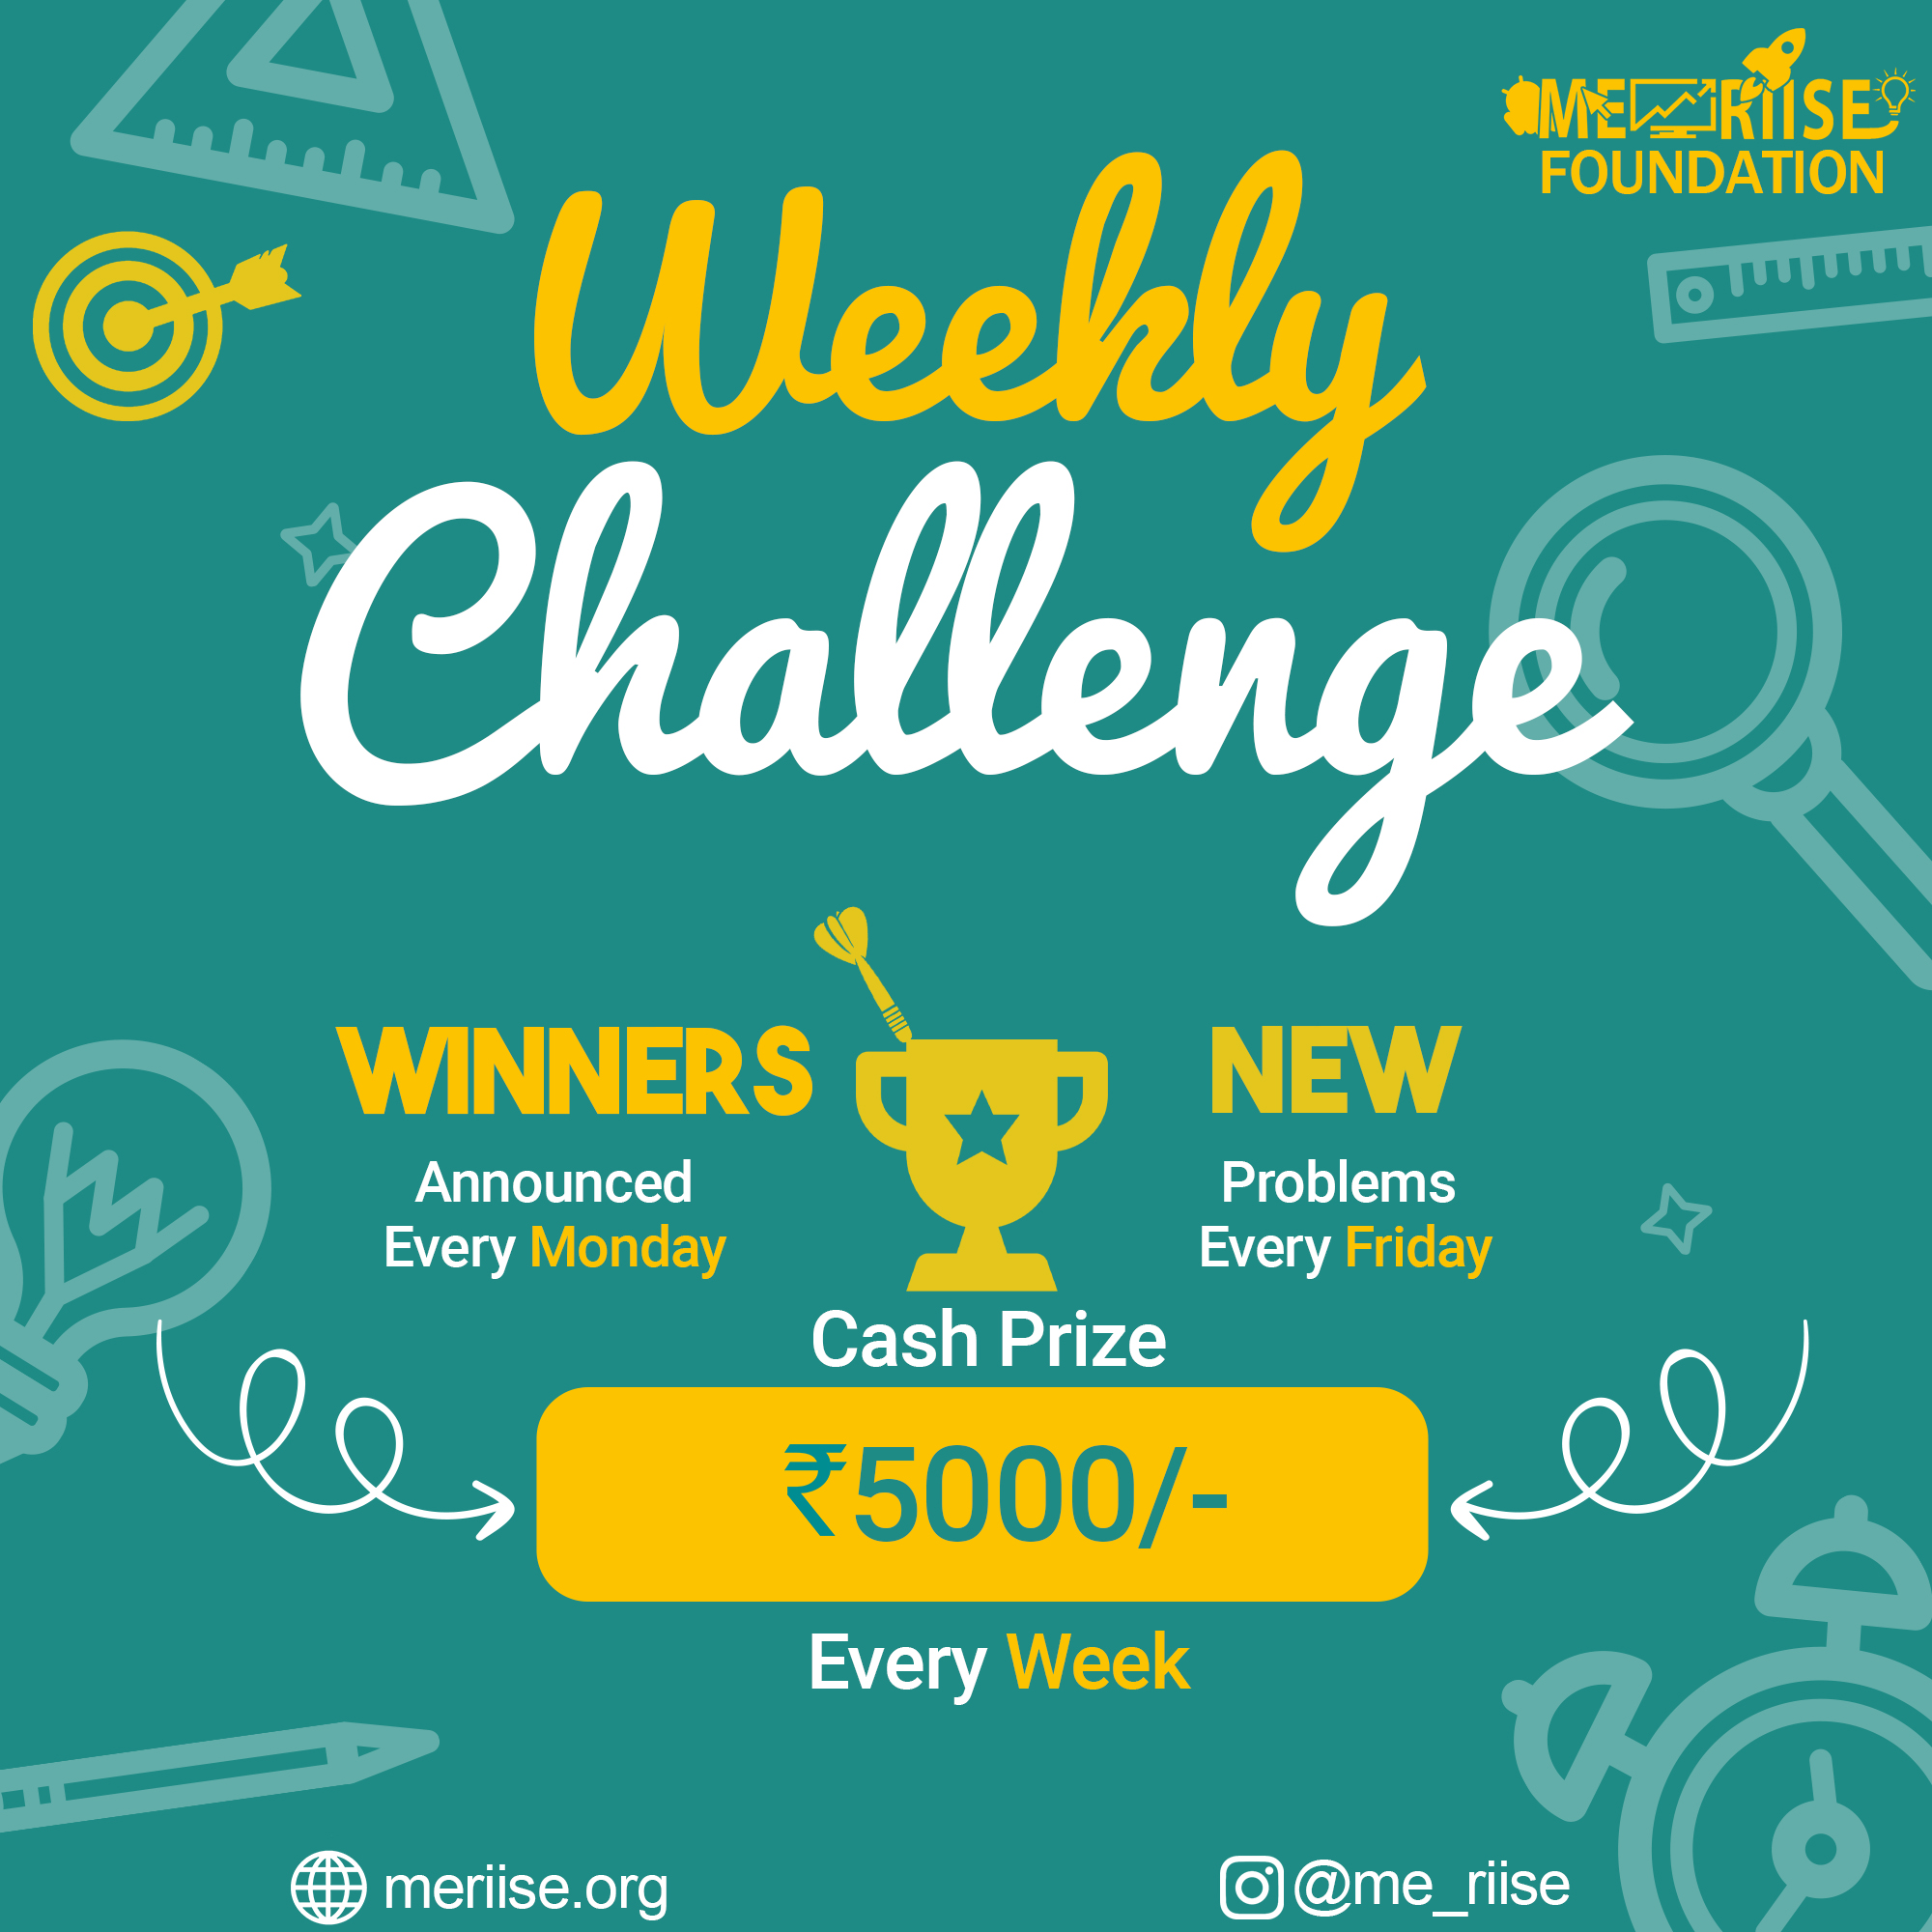 ME RIISE
FOUNDATION
Weekly
Challenge
WINNERS
Announced
Every Monday
NEW
Problems
Every Friday
Cash Prize
₹5000/-
Every Week
meriise.org
@me_riise